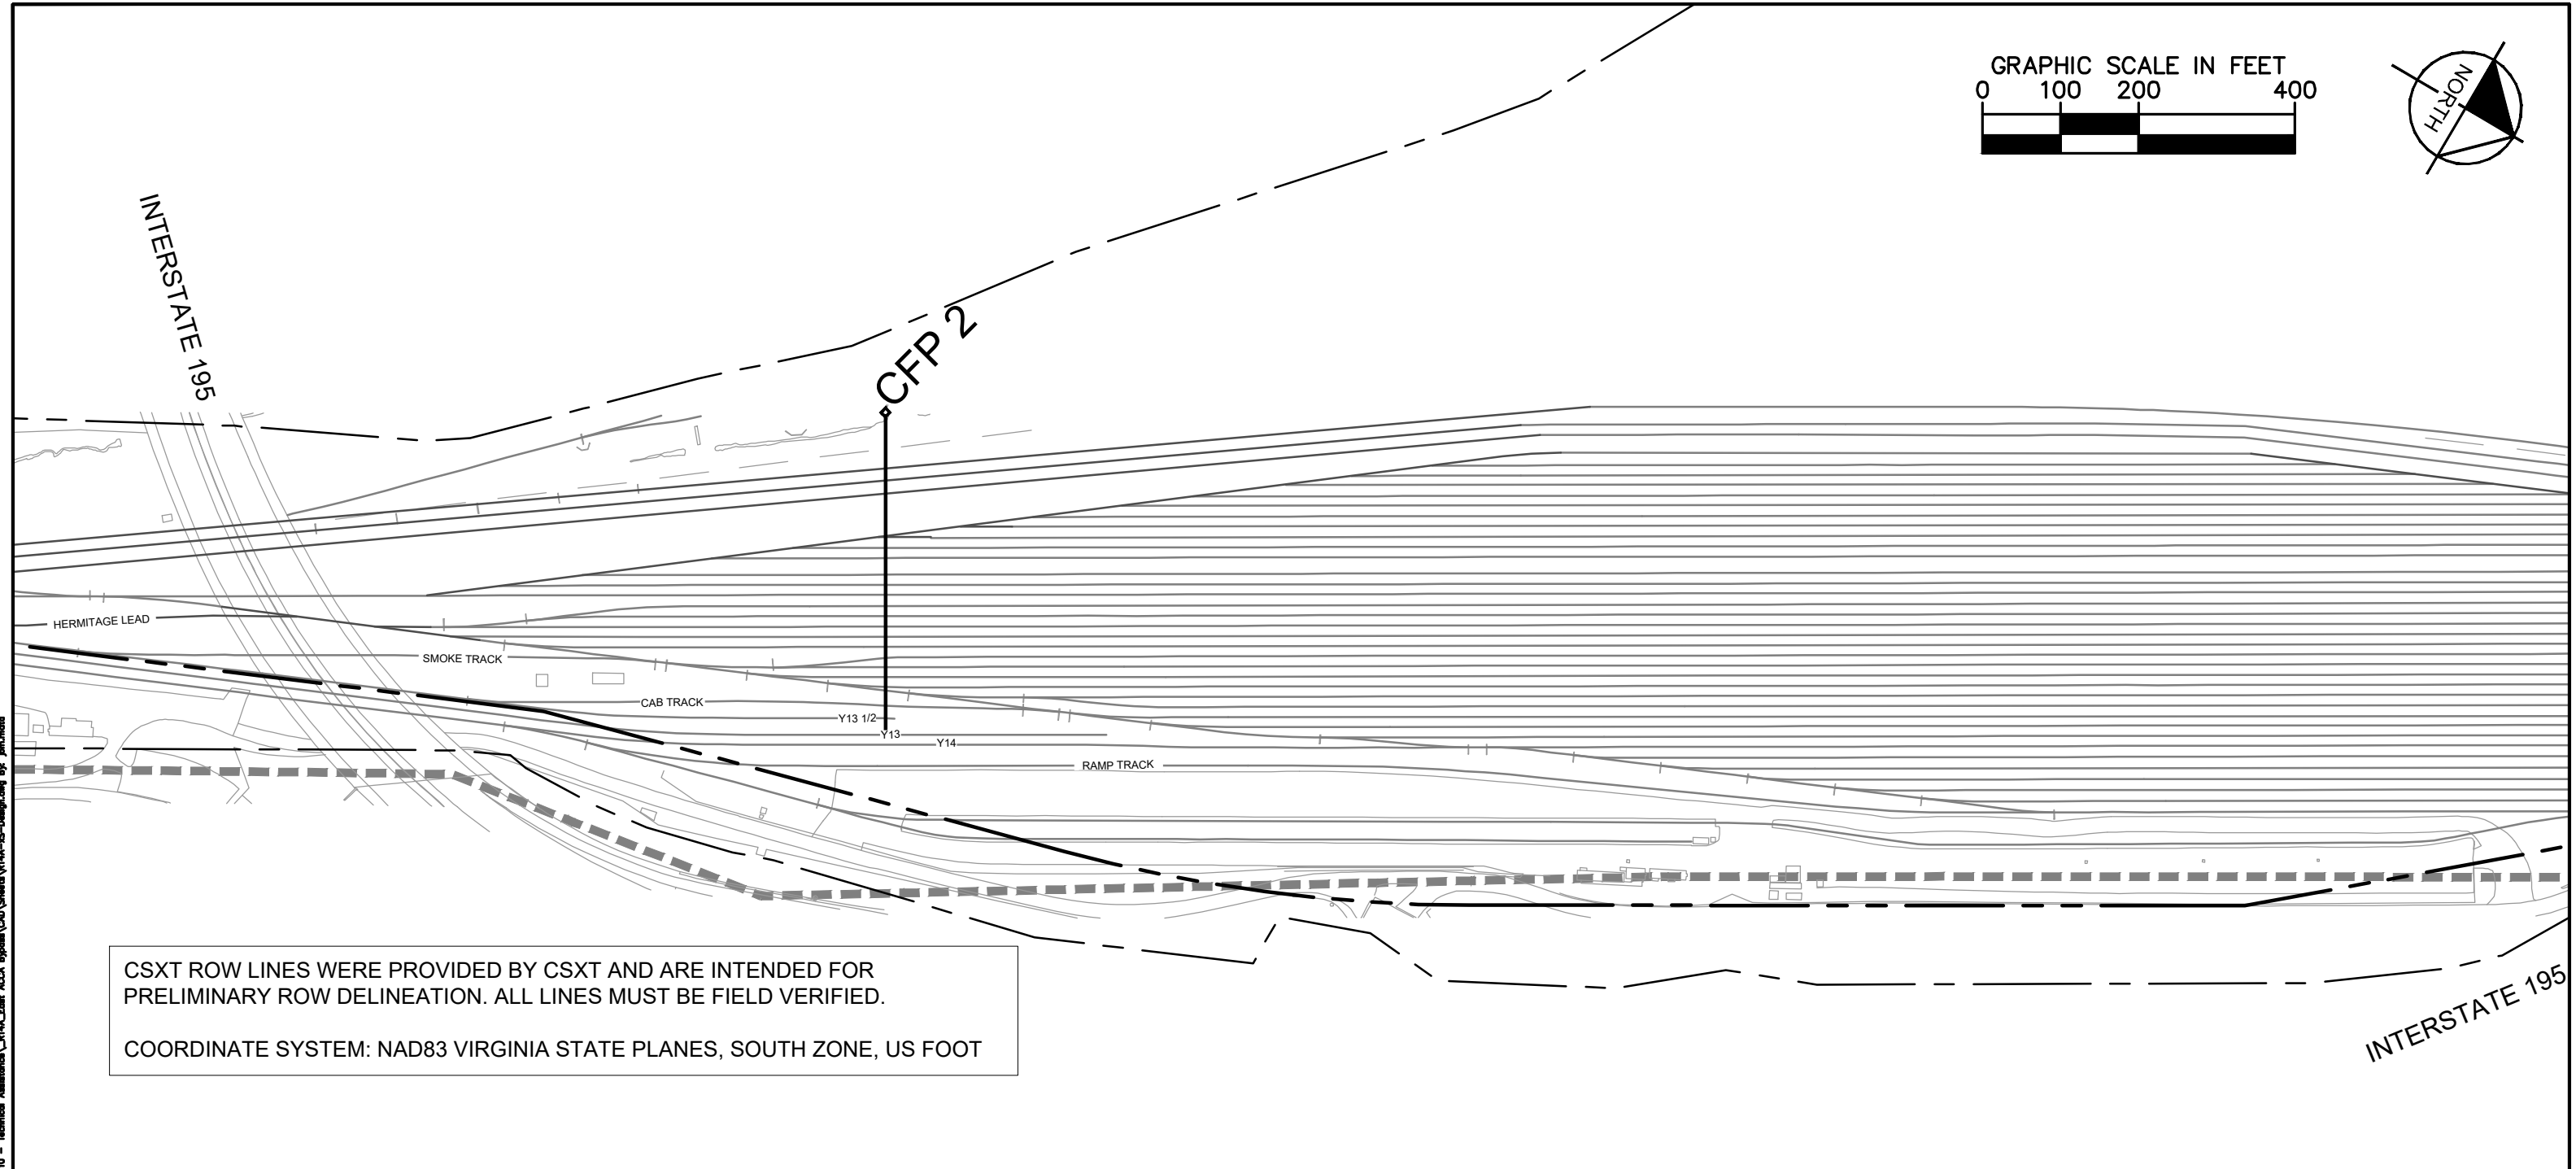 GRAPHIC SCALE IN FEET
0 100 200 400
NORTH
INTERSTATE 195
CFP 2
HERMITAGE LEAD
SMOKE TRACK
CAB TRACK
Y13 1/2
Y13
Y14
RAMP TRACK
CSXT ROW LINES WERE PROVIDED BY CSXT AND ARE INTENDED FOR
PRELIMINARY ROW DELINEATION. ALL LINES MUST BE FIELD VERIFIED.
COORDINATE SYSTEM: NAD83 VIRGINIA STATE PLANES, SOUTH ZONE, US FOOT
INTERSTATE 195